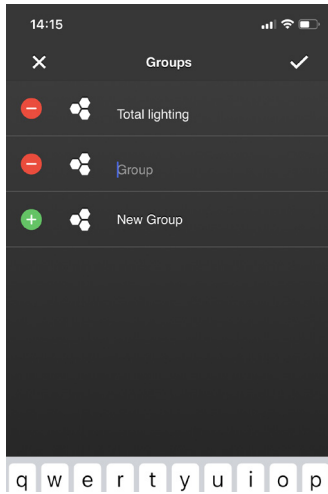 14:15
Groups
Total lighting
Group
New Group
q w e r t y u i o p